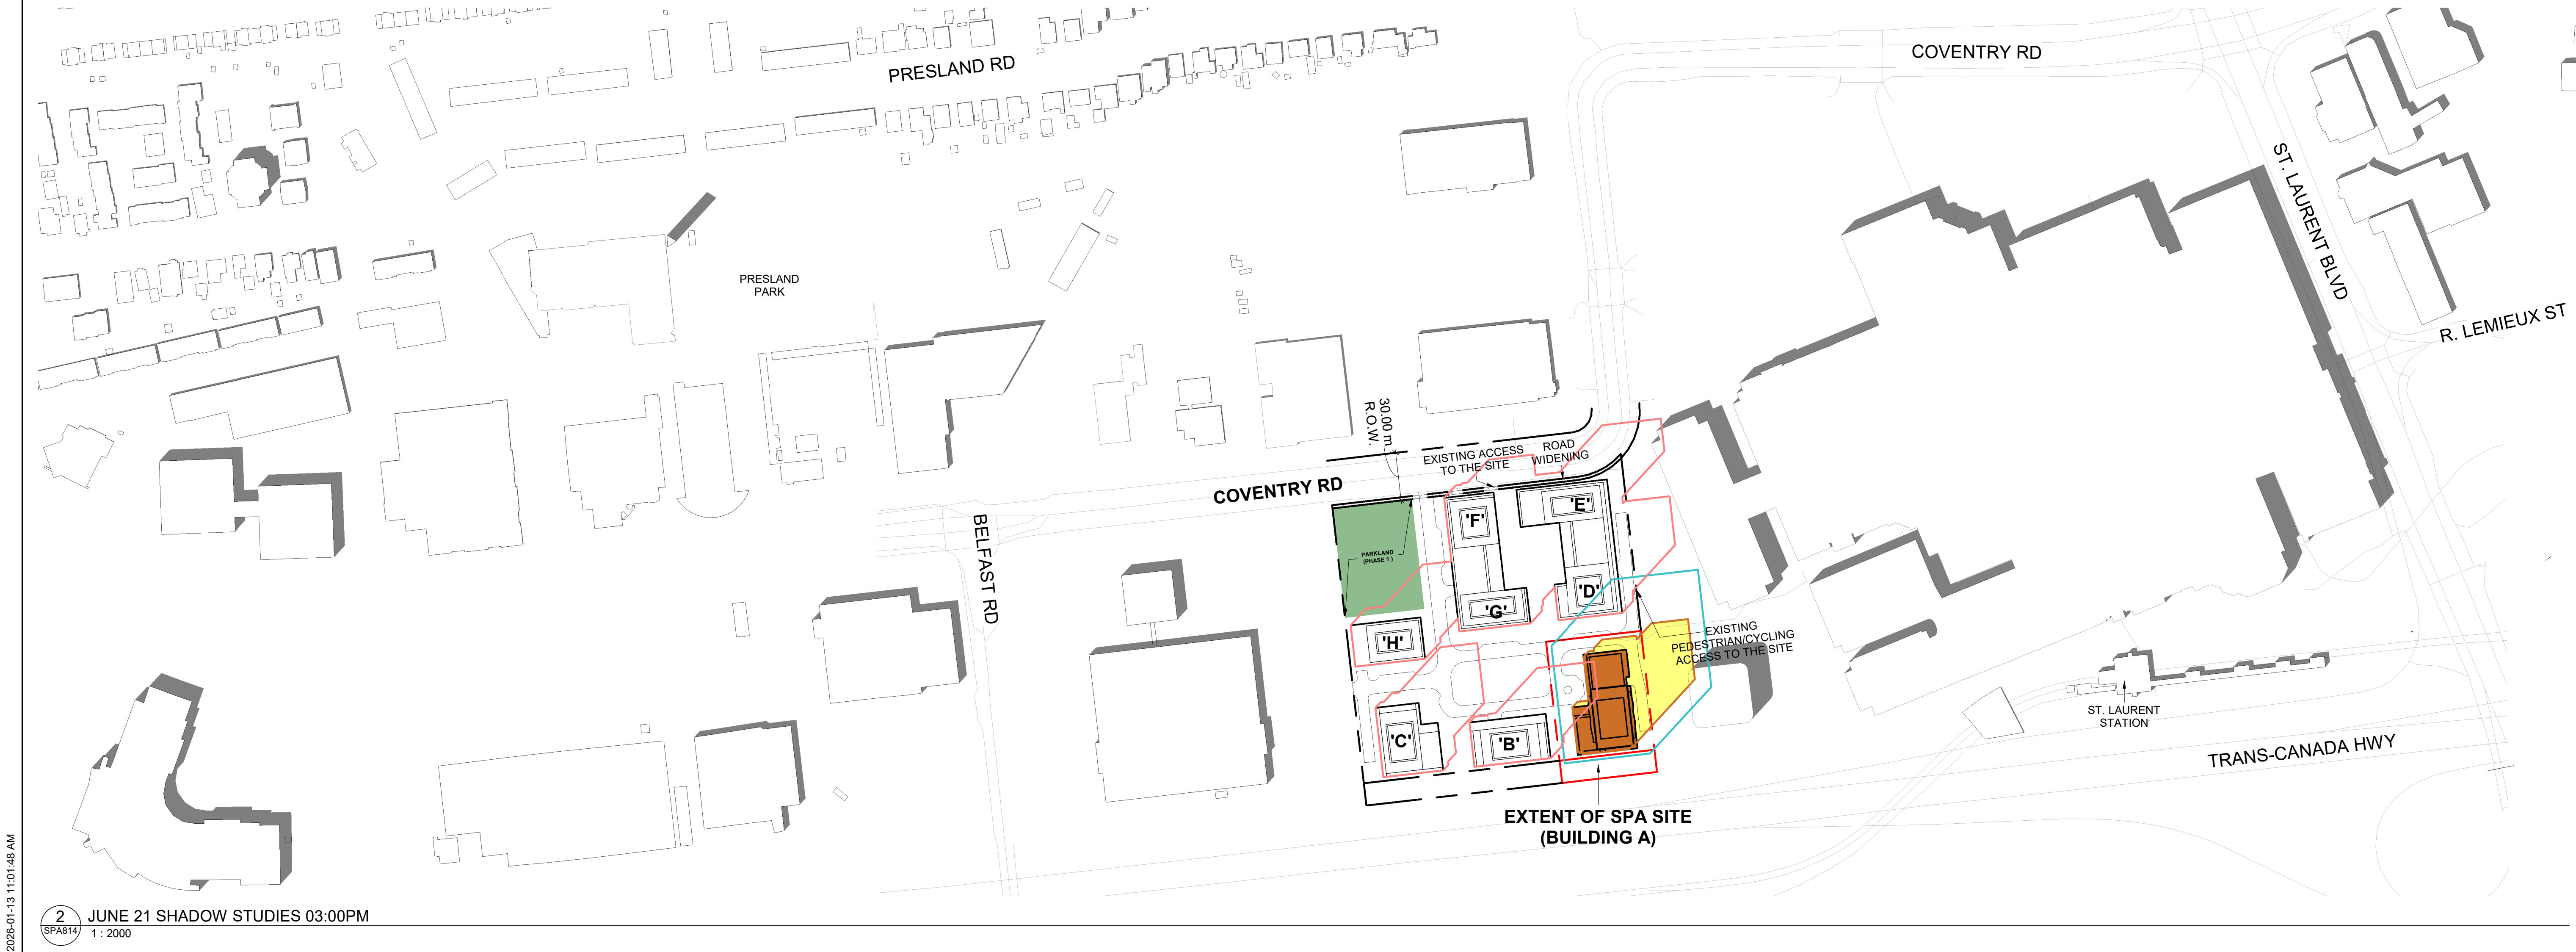 PRESLAND RD
COVENTRY RD
ST. LAURENT BLVD
R. LEMIEUX ST
PRESLAND
PARK
30.000 m
R.O.W.
EXISTING ACCESS
TO THE SITE
ROAD
WIDENING
COVENTRY RD
BELFAST RD
PARKLAND
(PHASE 1 )
'F'
'E'
'D'
'G'
'H'
'C'
'B'
EXISTING
PEDESTRIAN/CYCLING
ACCESS TO THE SITE
ST. LAURENT
STATION
TRANS-CANADA HWY
EXTENT OF SPA SITE
(BUILDING A)
2
SPA814
JUNE 21 SHADOW STUDIES 03:00PM
1 : 2000
2026-01-13 11:01:48 AM